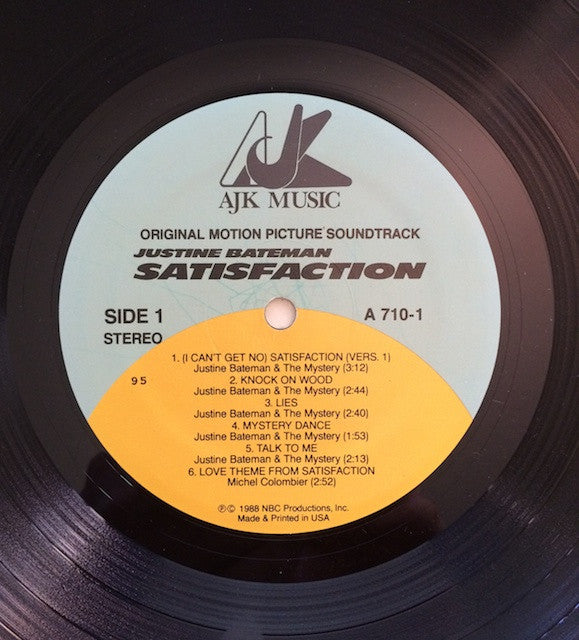 AJK
AJK MUSIC
ORIGINAL MOTION PICTURE SOUNDTRACK
JUSTINE BATEMAN
SATISFACTION
SIDE 1
A 710-1
STEREO
1. (I CAN'T GET NO) SATISFACTION (VERS. 1)
Justine Bateman & The Mystery (3:12)
95
2. KNOCK ON WOOD
Justine Bateman & The Mystery (2:44)
3. LIES
Justine Bateman & The Mystery (2:40)
4. MYSTERY DANCE
Justine Bateman & The Mystery (1:53)
5. TALK TO ME
Justine Bateman & The Mystery (2:13)
6. LOVE THEME FROM SATISFACTION
Michel Colombier (2:52)
℗© 1988 NBC Productions, Inc.
Made & Printed in USA